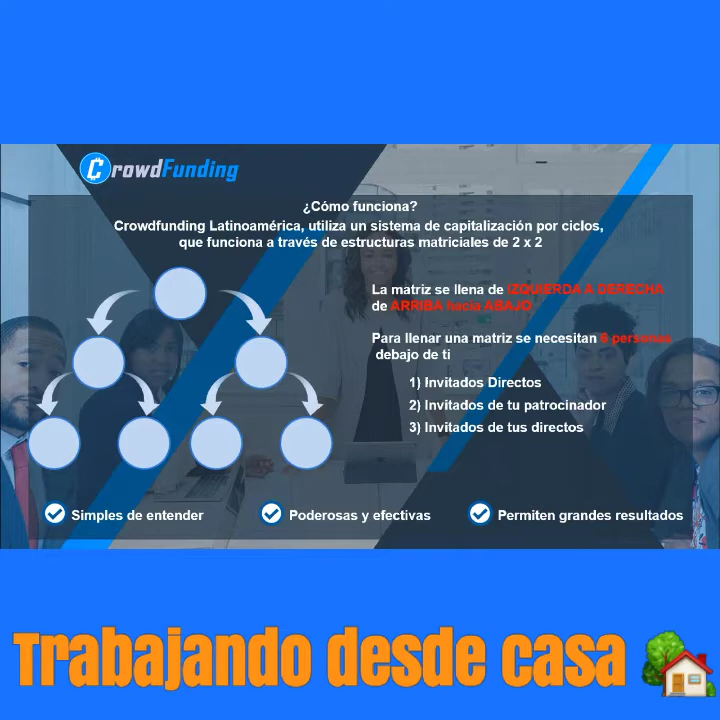 CrowdFunding
¿Cómo funciona?
Crowdfunding Latinoamérica, utiliza un sistema de capitalización por ciclos,
que funciona a través de estructuras matriciales de 2 x 2
La matriz se llena de IZQUIERDA A DERECHA
de ARRIBA hacia ABAJO
Para llenar una matriz se necesitan 6 personas
debajo de ti
1) Invitados Directos
2) Invitados de tu patrocinador
3) Invitados de tus directos
Simples de entender
Poderosas y efectivas
Permiten grandes resultados
Trabajando desde casa